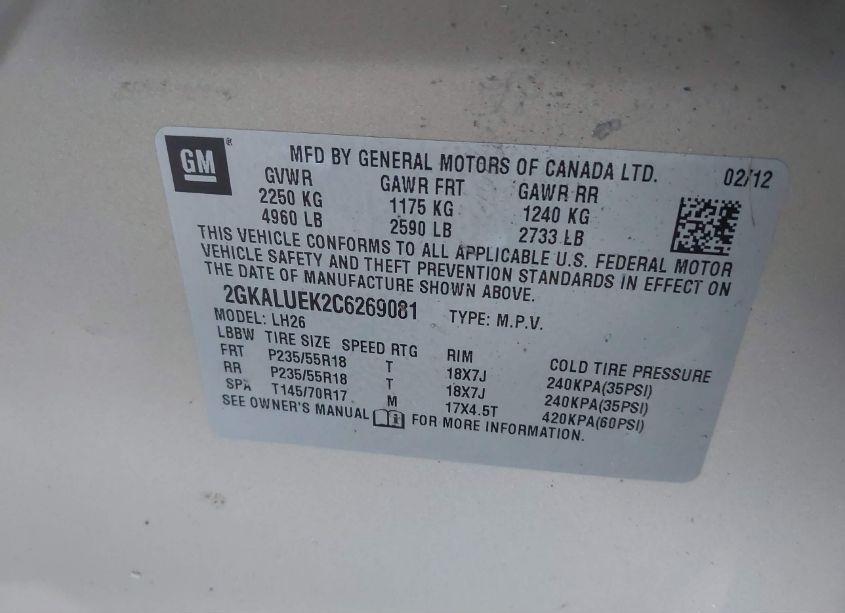 GM ® MFD BY GENERAL MOTORS OF CANADA LTD. 02/12
GVWR GAWR FRT GAWR RR
2250 KG 1175 KG 1240 KG
4960 LB 2590 LB 2733 LB
THIS VEHICLE CONFORMS TO ALL APPLICABLE U.S. FEDERAL MOTOR
VEHICLE SAFETY AND THEFT PREVENTION STANDARDS IN EFFECT ON
THE DATE OF MANUFACTURE SHOWN ABOVE.
2GKALUEK2C6269081 TYPE: M.P.V.
MODEL: LH26
LBBW TIRE SIZE SPEED RTG RIM COLD TIRE PRESSURE
FRT P235/55R18 T 18X7J 240KPA(35PSI)
RR P235/55R18 T 18X7J 240KPA(35PSI)
SPA T145/70R17 M 17X4.5T 420KPA(60PSI)
SEE OWNER'S MANUAL FOR MORE INFORMATION.